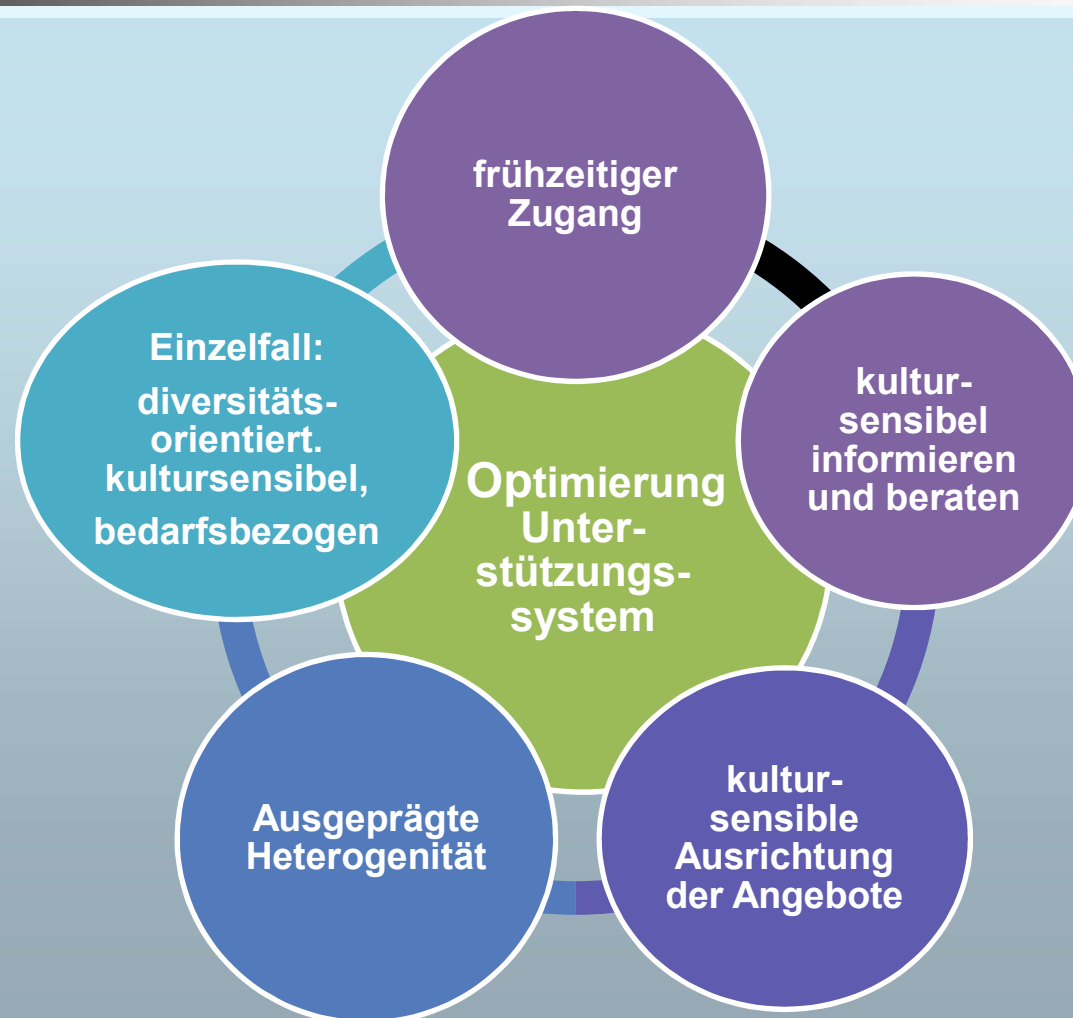 frühzeitiger
Zugang
kultur-
sensibel
informieren
und beraten
kultur-
sensible
Ausrichtung
der Angebote
Ausgeprägte
Heterogenität
Einzelfall:
diversitäts-
orientiert.
kultursensibel,
bedarfsbezogen
Optimierung
Unter-
stützungs-
system